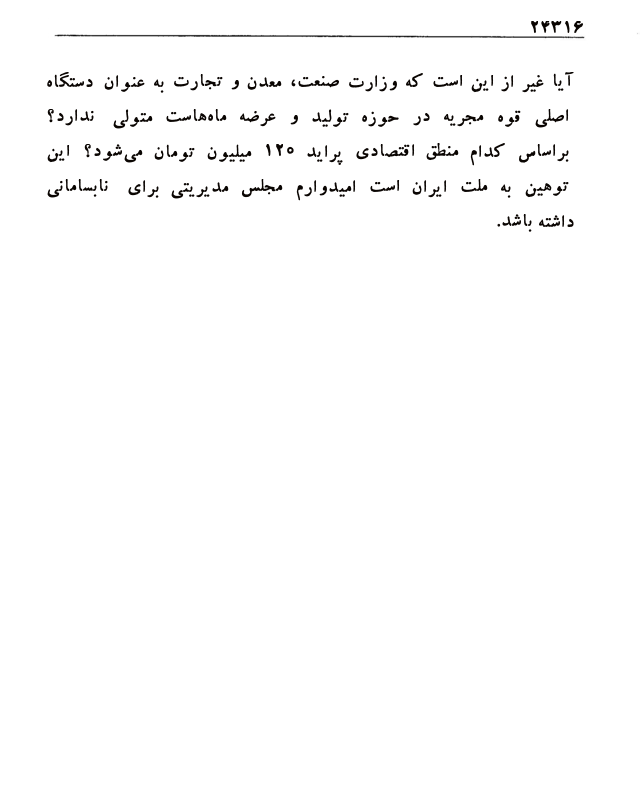 ۲۴۳۱۶
آیا غیر از این است که وزارت صنعت، معدن و تجارت به عنوان دستگاه
اصلی قوه مجریه در حوزه تولید و عرضه ماه‌هاست متولی ندارد؟
براساس کدام منطق اقتصادی پراید ۱۲۰ میلیون تومان می‌شود؟ این
توهین به ملت ایران است امیدوارم مجلس مدیریتی برای نابسامانی
داشته باشد.